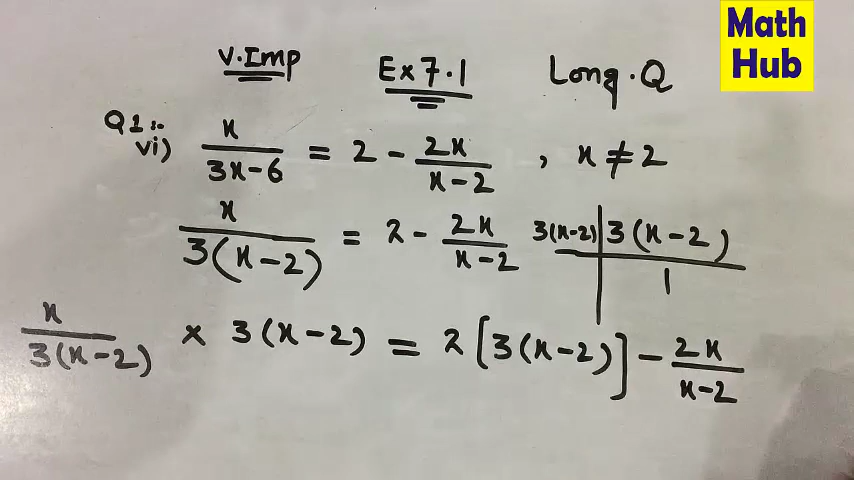 Math
Hub
V.Imp Ex 7.1 Long.Q
Q1:-
vi) x/(3x-6) = 2 - 2x/(x-2) , x ≠ 2
x/(3(x-2)) = 2 - 2x/(x-2) 3(x-2) | 3(x-2)
1
x/(3(x-2)) × 3(x-2) = 2[3(x-2)] - 2x/(x-2)